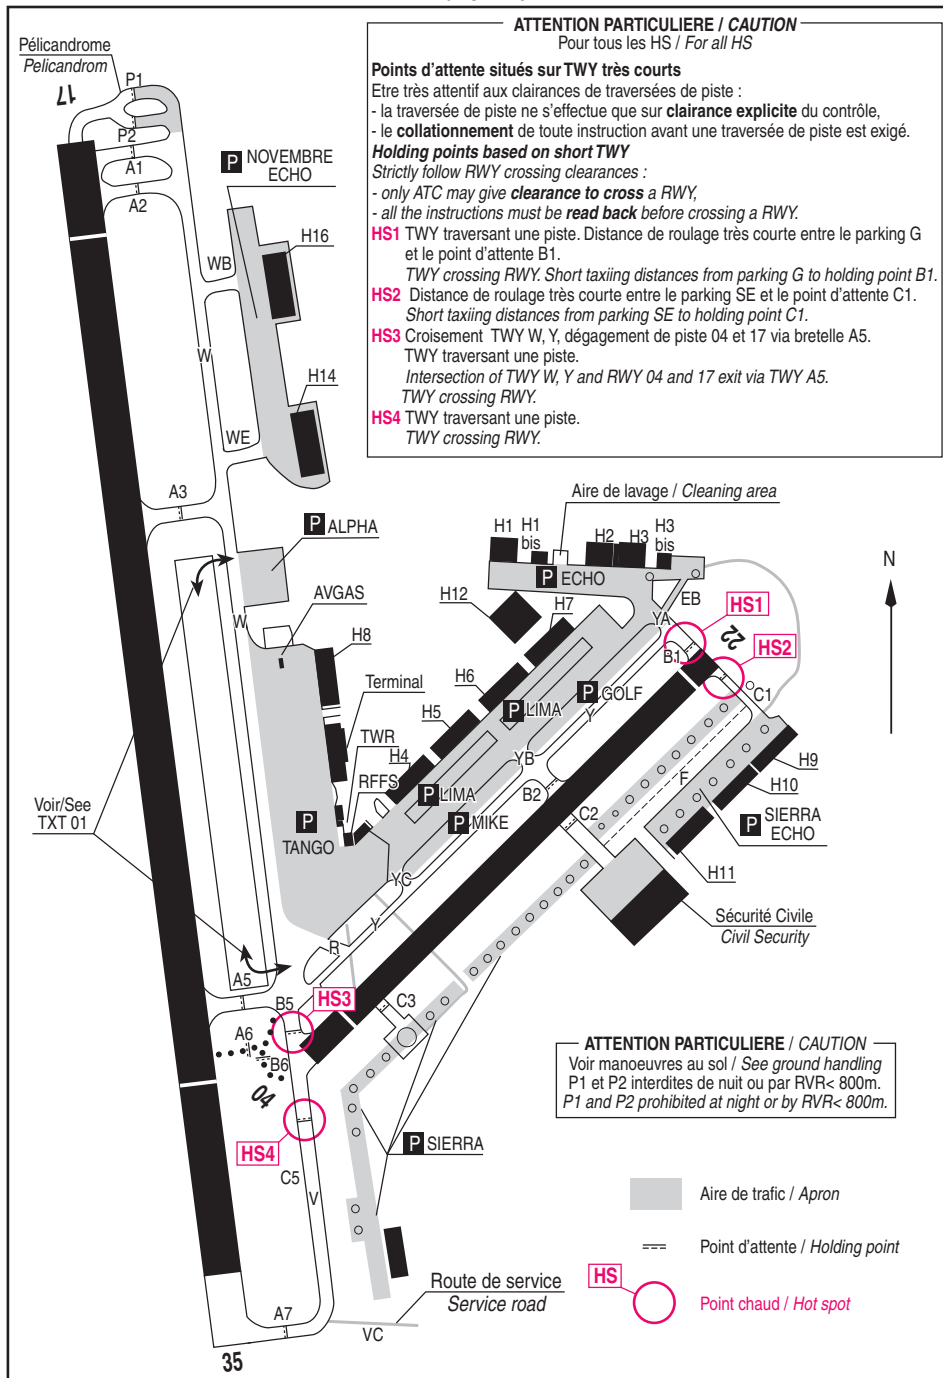 ATTENTION PARTICULIERE / CAUTION
Pour tous les HS / For all HS
Points d'attente situés sur TWY très courts
Etre très attentif aux clairances de traversées de piste :
- la traversée de piste ne s'effectue que sur clairance explicite du contrôle,
- le collationnement de toute instruction avant une traversée de piste est exigé.
Holding points based on short TWY
Strictly follow RWY crossing clearances :
- only ATC may give clearance to cross a RWY,
- all the instructions must be read back before crossing a RWY.
HS1 TWY traversant une piste. Distance de roulage très courte entre le parking G
et le point d'attente B1.
TWY crossing RWY. Short taxiing distances from parking G to holding point B1.
HS2 Distance de roulage très courte entre le parking SE et le point d'attente C1.
Short taxiing distances from parking SE to holding point C1.
HS3 Croisement TWY W, Y, dégagement de piste 04 et 17 via bretelle A5.
TWY traversant une piste.
Intersection of TWY W, Y and RWY 04 and 17 exit via TWY A5.
TWY crossing RWY.
HS4 TWY traversant une piste.
TWY crossing RWY.
Pélicandrome
Pelicandrom
P1
17
P2
A1
A2
P NOVEMBRE
ECHO
H16
WB
W
H14
WE
A3
P ALPHA
AVGAS
W
H8
Terminal
TWR
RFFS
P
TANGO
Voir/See
TXT 01
Aire de lavage / Cleaning area
H1
H1
bis
H2
H3
H3
bis
P ECHO
EB
H12
H7
YA
HS1
22
HS2
B1
C1
H6
P GOLF
P LIMA
Y
H5
YB
H4
P LIMA
B2
C2
P MIKE
F
H9
H10
P SIERRA
ECHO
H11
Sécurité Civile
Civil Security
N
YC
Y
R
A5
B5
HS3
A6
B6
04
C3
HS4
C5
V
P SIERRA
A7
35
VC
Route de service
Service road
ATTENTION PARTICULIERE / CAUTION
Voir manoeuvres au sol / See ground handling
P1 et P2 interdites de nuit ou par RVR< 800m.
P1 and P2 prohibited at night or by RVR< 800m.
Aire de trafic / Apron
Point d'attente / Holding point
HS
Point chaud / Hot spot